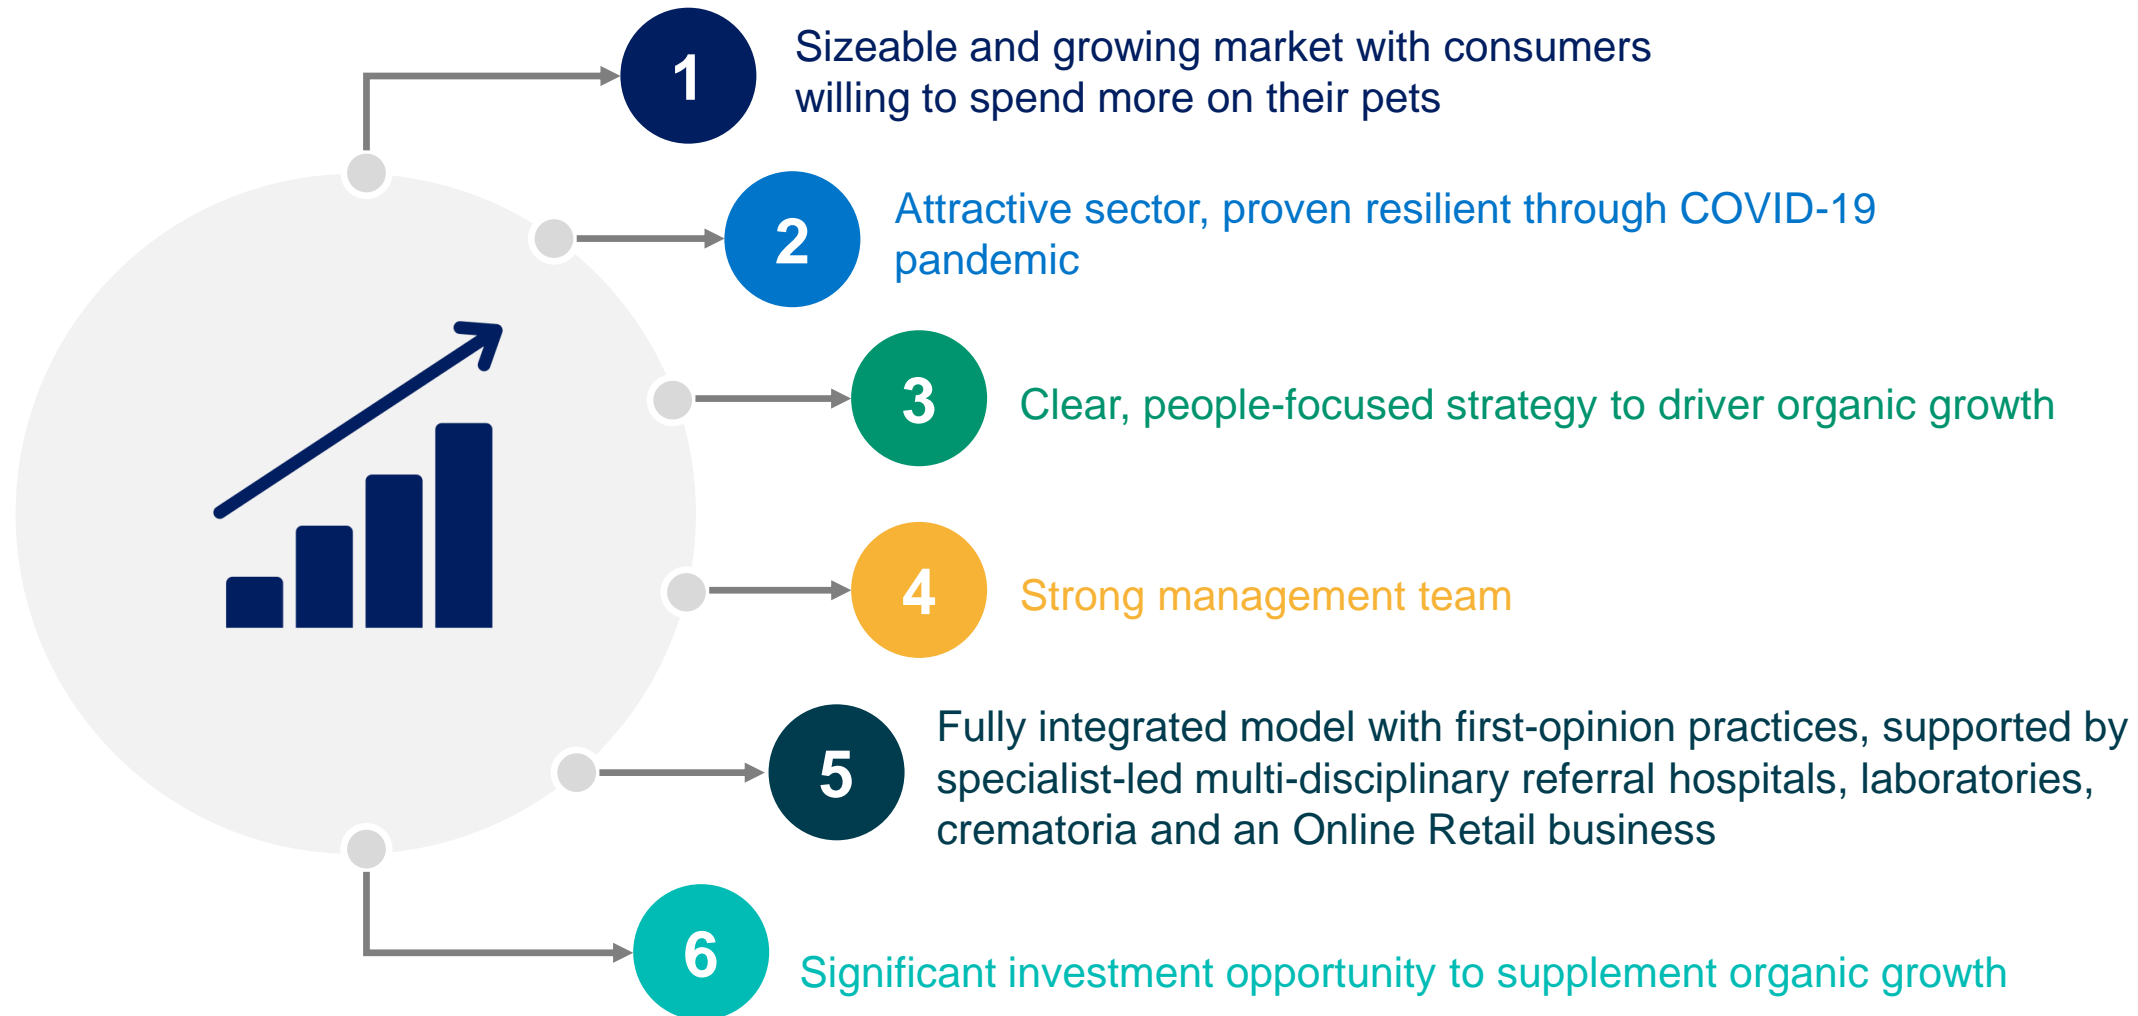 1
Sizeable and growing market with consumers
willing to spend more on their pets
2
Attractive sector, proven resilient through COVID-19
pandemic
3
Clear, people-focused strategy to driver organic growth
4
Strong management team
5
Fully integrated model with first-opinion practices, supported by
specialist-led multi-disciplinary referral hospitals, laboratories,
crematoria and an Online Retail business
6
Significant investment opportunity to supplement organic growth